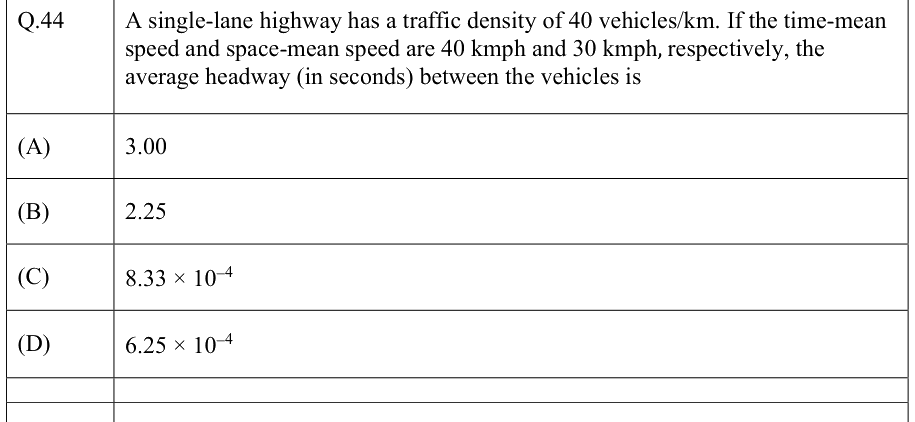 Q.44 A single-lane highway has a traffic density of 40 vehicles/km. If the time-mean
speed and space-mean speed are 40 kmph and 30 kmph, respectively, the
average headway (in seconds) between the vehicles is
(A) 3.00
(B) 2.25
(C) 8.33 × 10⁻⁴
(D) 6.25 × 10⁻⁴